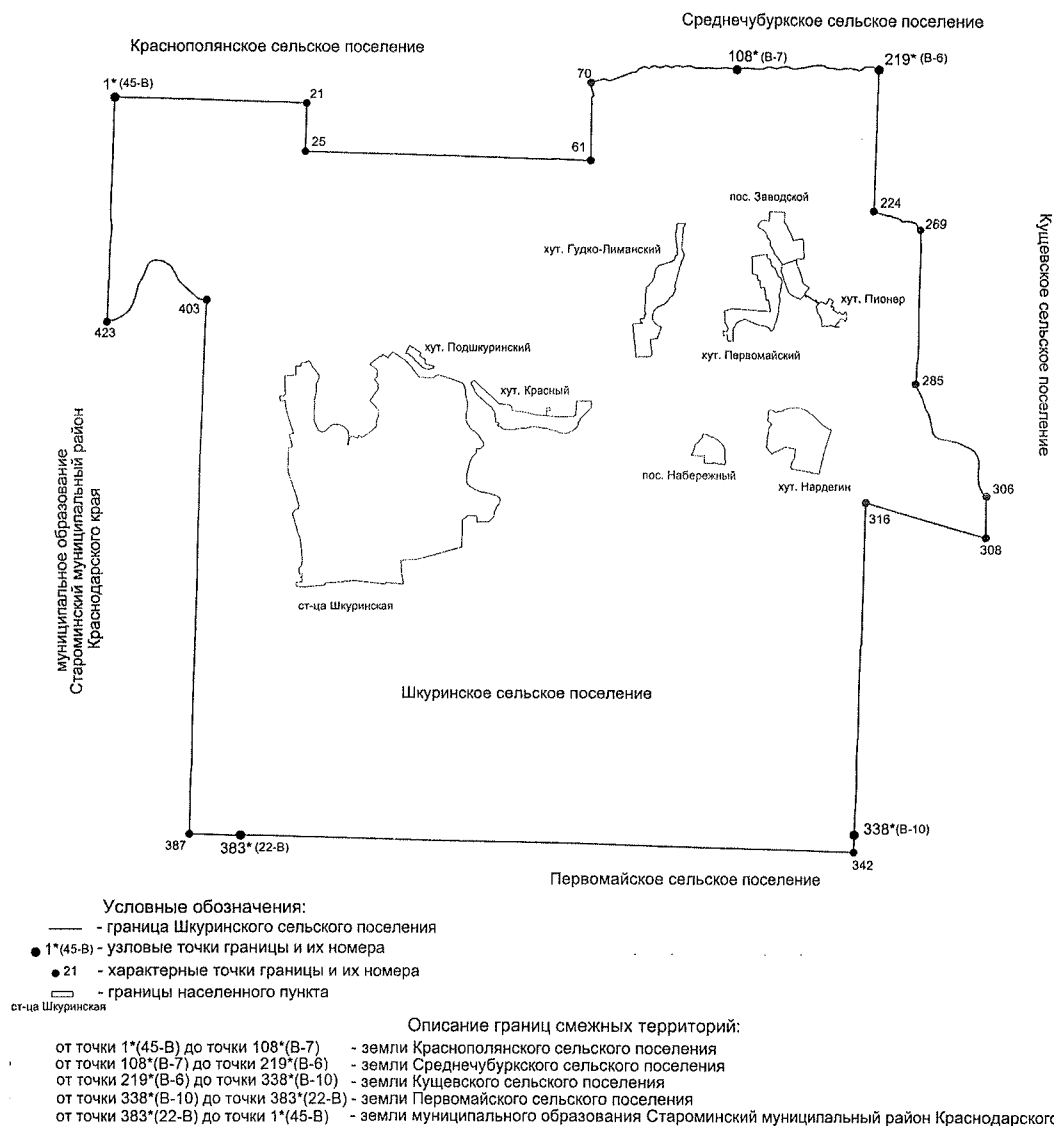 Среднечубуркское сельское поселение
Краснополянское сельское поселение
108* (В-7)
219* (В-6)
70
1* (45-В)
21
25
61
пос. Заводской
224
269
хут. Гудко-Лиманский
Кущевское сельское поселение
хут. Пионер
403
423
хут. Подшкуринский
хут. Первомайский
хут. Красный
285
муниципальное образование
Староминский муниципальный район
Краснодарского края
пос. Набережный
хут. Нардегин
306
316
308
ст-ца Шкуринская
Шкуринское сельское поселение
338*(В-10)
387
383* (22-В)
342
Первомайское сельское поселение
Условные обозначения:
- граница Шкуринского сельского поселения
1*(45-В) - узловые точки границы и их номера
21 - характерные точки границы и их номера
- границы населенного пункта
ст-ца Шкуринская
Описание границ смежных территорий:
от точки 1*(45-В) до точки 108*(В-7) - земли Краснополянского сельского поселения
от точки 108*(В-7) до точки 219*(В-6) - земли Среднечубуркского сельского поселения
от точки 219*(В-6) до точки 338*(В-10) - земли Кущевского сельского поселения
от точки 338*(В-10) до точки 383*(22-В) - земли Первомайского сельского поселения
от точки 383*(22-В) до точки 1*(45-В) - земли муниципального образования Староминский муниципальный район Краснодарского